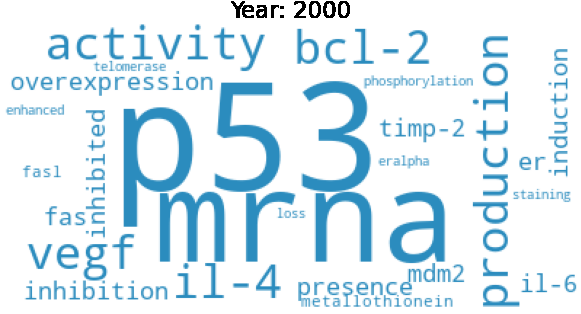 Year: 2000
activity
bcl-2
telomerase
overexpression
phosphorylation
production
induction
enhanced
p53
timp-2
inhibited
eralpha
er
fasl
staining
mrna
loss
fas
vegf
il-4
mdm2
presence
il-6
inhibition
metallothionein